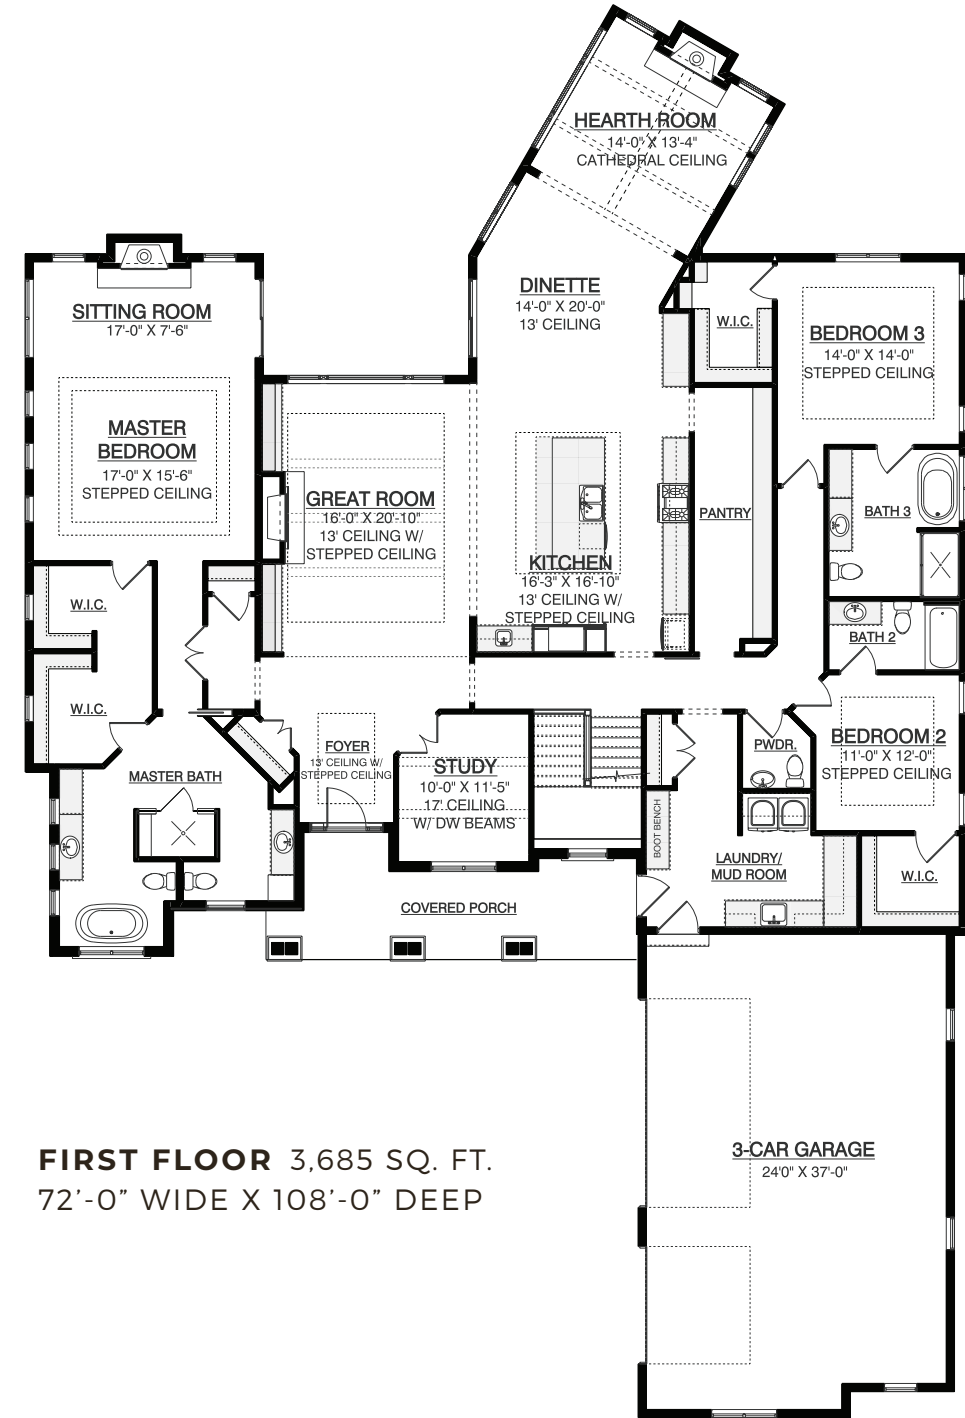 HEARTH ROOM
14'-0" X 13'-4"
CATHEDRAL CEILING
SITTING ROOM
17'-0" X 7'-6"
DINETTE
14'-0" X 20'-0"
13' CEILING
W.I.C.
BEDROOM 3
14'-0" X 14'-0"
STEPPED CEILING
MASTER
BEDROOM
17'-0" X 15'-6"
STEPPED CEILING
GREAT ROOM
16'-0" X 20'-10"
13' CEILING W/
STEPPED CEILING
PANTRY
BATH 3
KITCHEN
16'-3" X 16'-10"
13' CEILING W/
STEPPED CEILING
W.I.C.
BATH 2
W.I.C.
FOYER
13' CEILING W/
STEPPED CEILING
STUDY
10'-0" X 11'-5"
17' CEILING
W/ DW BEAMS
PWDR.
BEDROOM 2
11'-0" X 12'-0"
STEPPED CEILING
MASTER BATH
BOOT BENCH
LAUNDRY/
MUD ROOM
W.I.C.
COVERED PORCH
3-CAR GARAGE
24'0" X 37'-0"
FIRST FLOOR 3,685 SQ. FT.
72'-0” WIDE X 108'-0” DEEP